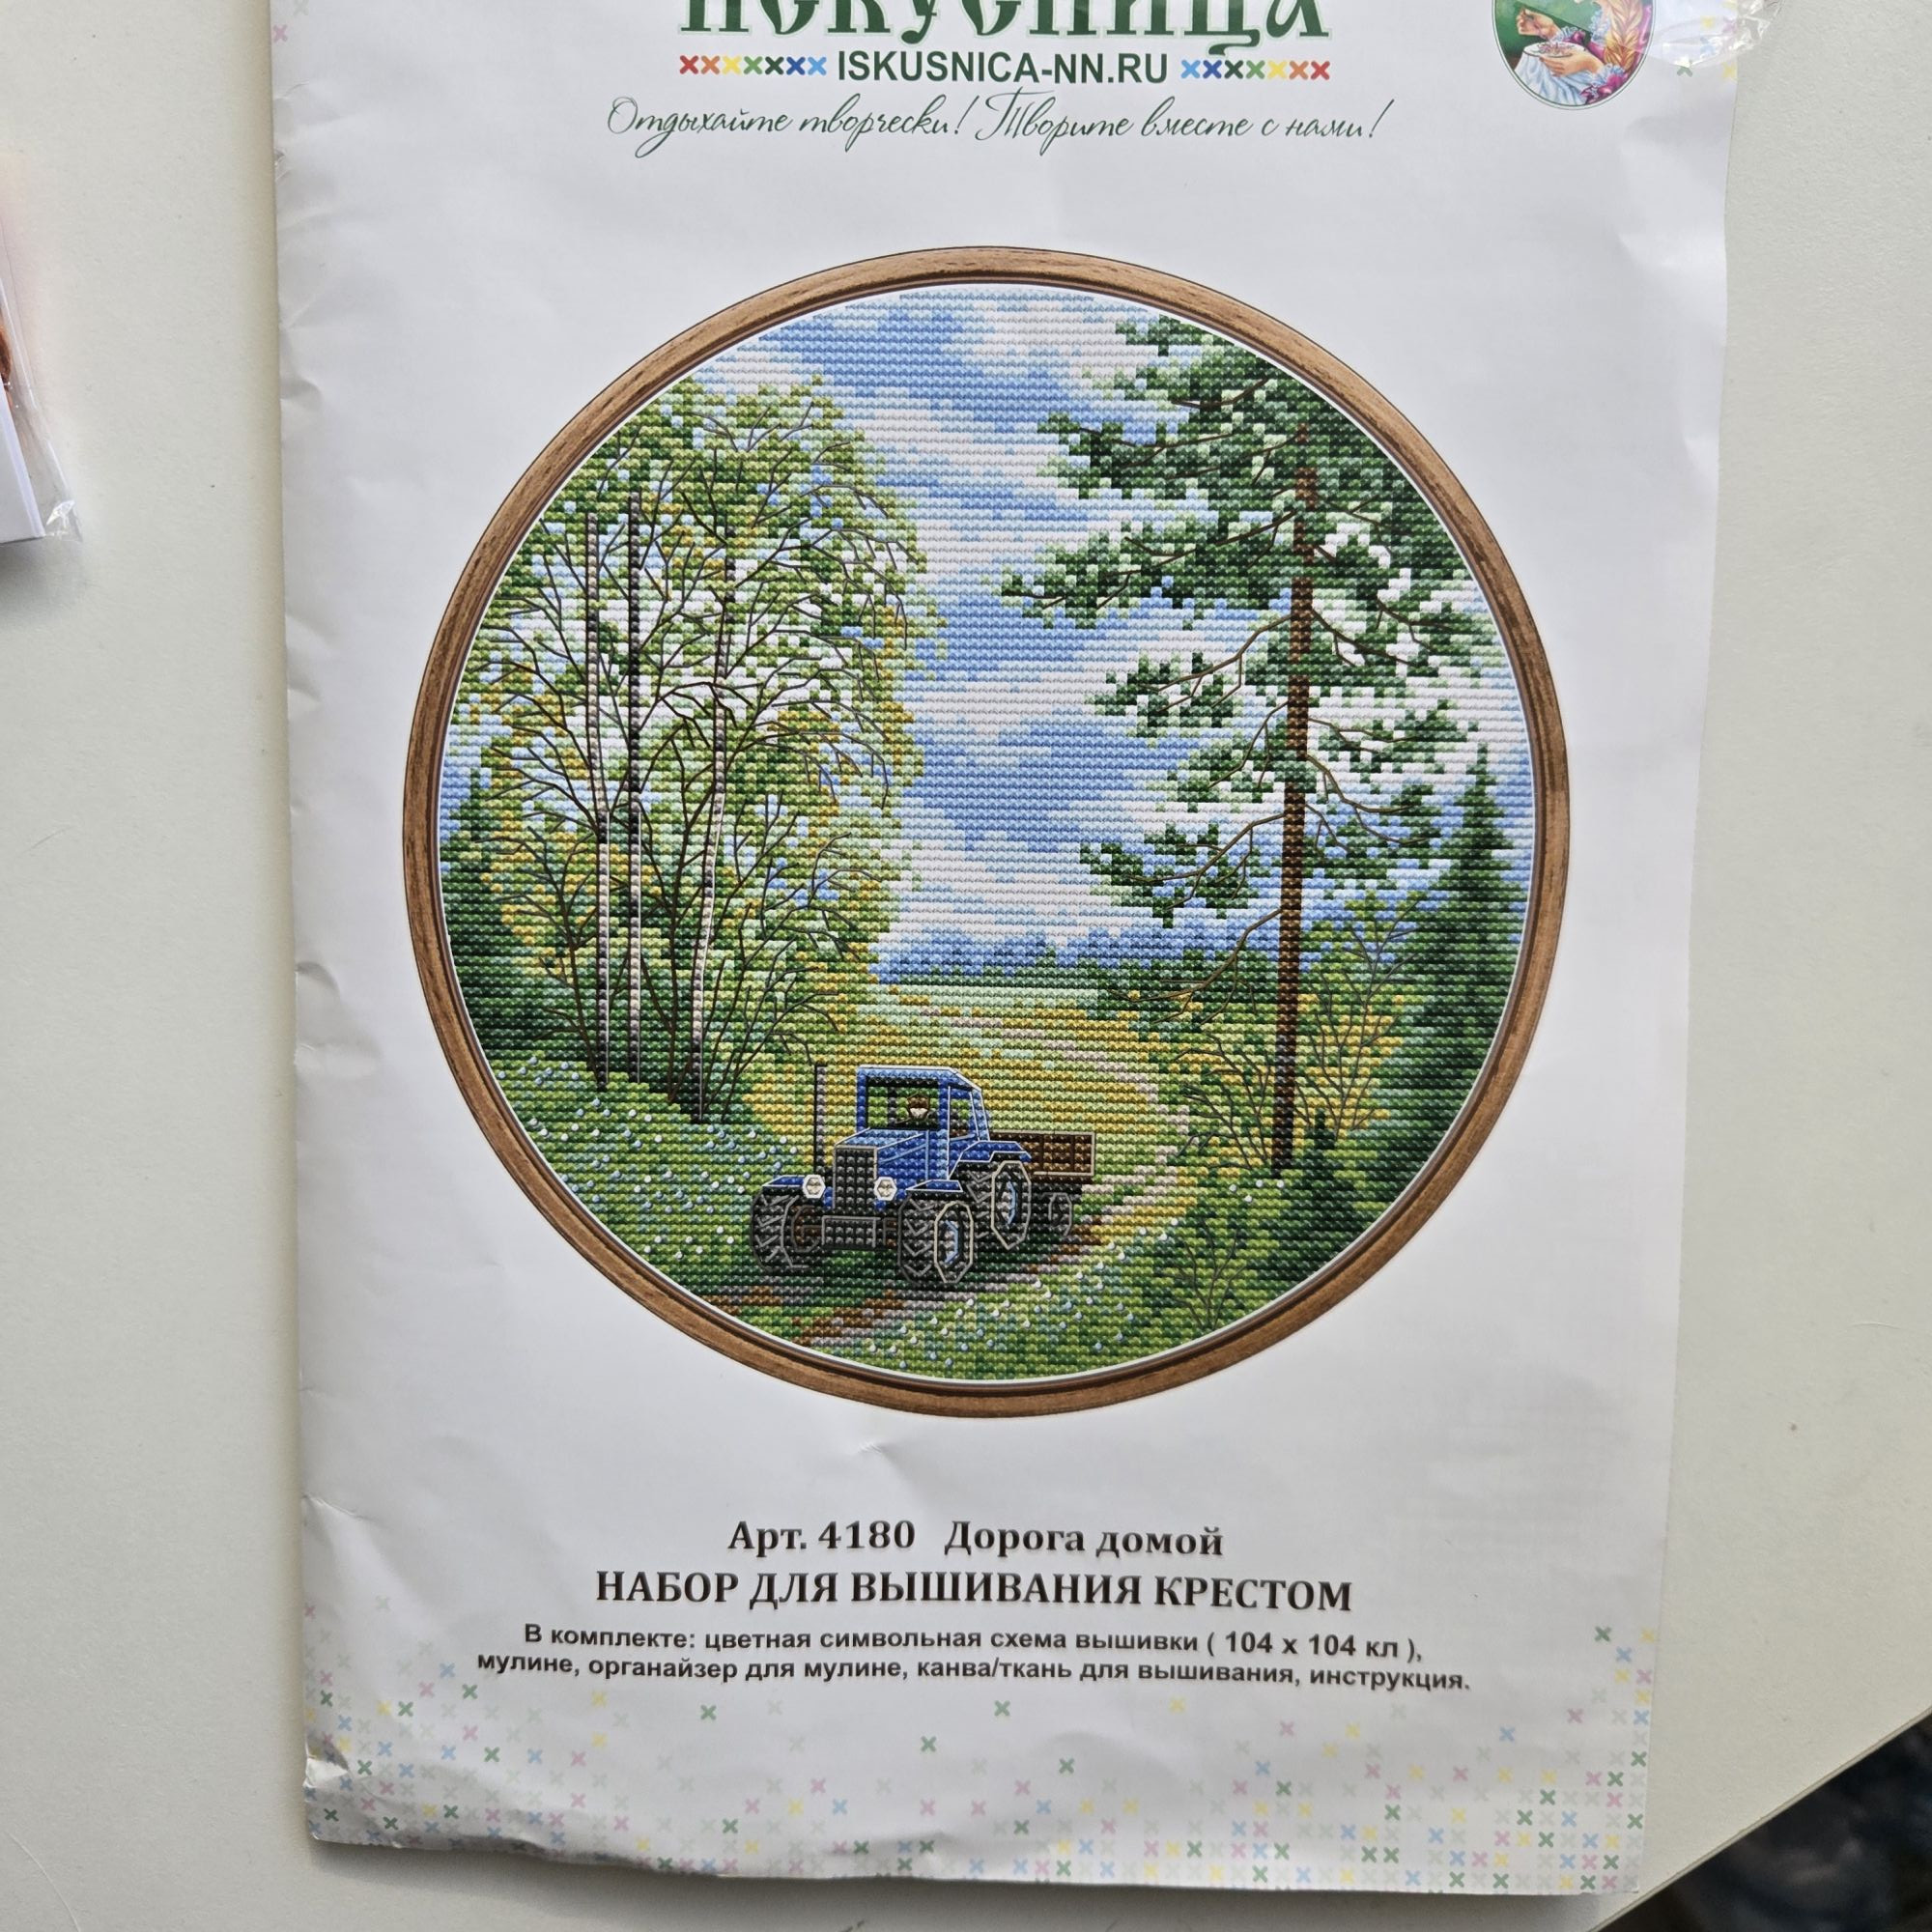 Искусница
ISKUSNICA-NN.RU
Отдыхайте творчески! Творите вместе с нами!
Арт. 4180 Дорога домой
НАБОР ДЛЯ ВЫШИВАНИЯ КРЕСТОМ
В комплекте: цветная символьная схема вышивки ( 104 х 104 кл ),
мулине, органайзер для мулине, канва/ткань для вышивания, инструкция.